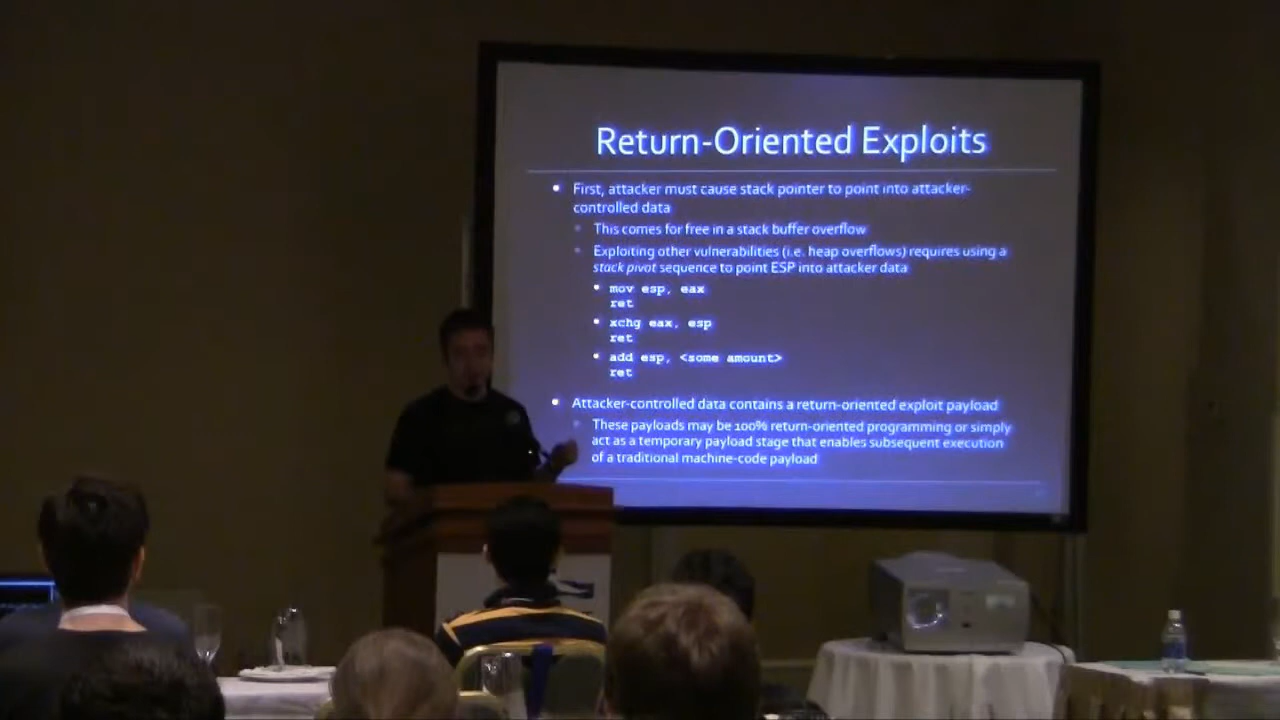 Return-Oriented Exploits
• First, attacker must cause stack pointer to point into attacker-
controlled data
▪ This comes for free in a stack buffer overflow
▪ Exploiting other vulnerabilities (i.e. heap overflows) requires using a
stack pivot sequence to point ESP into attacker data
• mov esp, eax
ret
• xchg eax, esp
ret
• add esp, <some amount>
ret
• Attacker-controlled data contains a return-oriented exploit payload
▪ These payloads may be 100% return-oriented programming or simply
act as a temporary payload stage that enables subsequent execution
of a traditional machine-code payload